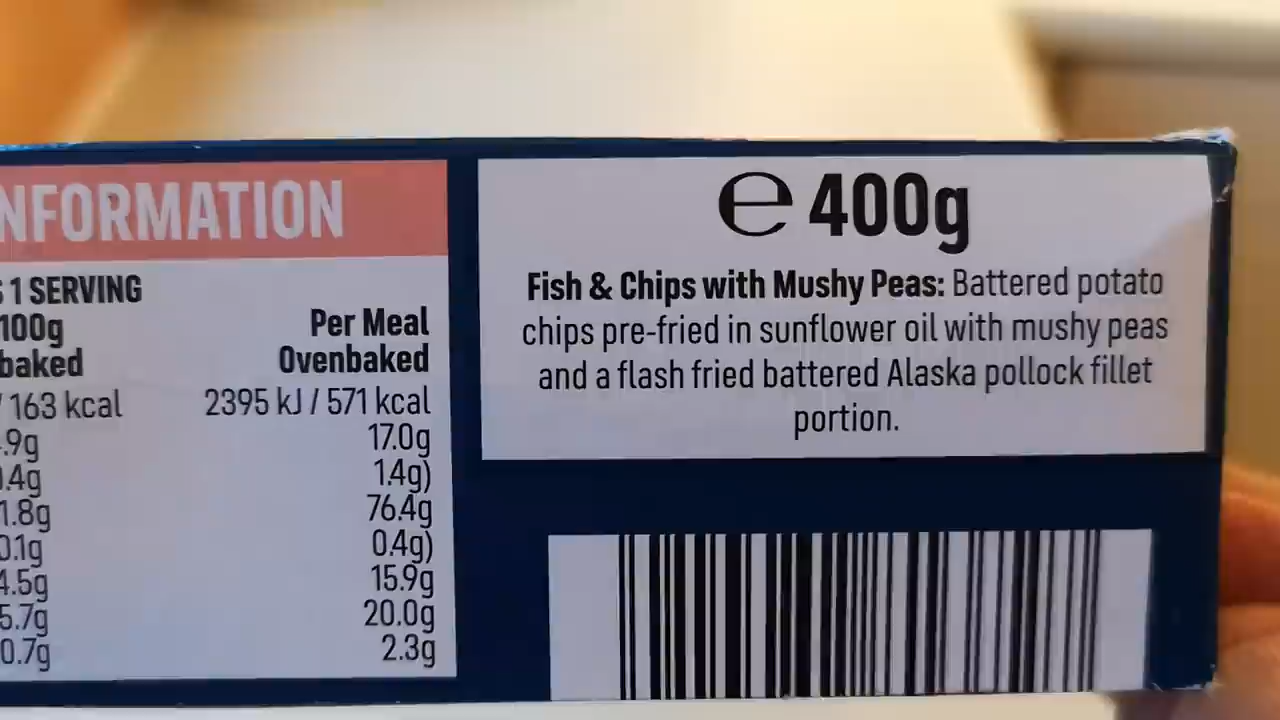 NFORMATION
1 SERVING
100g
baked
Per Meal
Ovenbaked
163 kcal
2395 kJ / 571 kcal
.9g
17.0g
.4g
1.4g)
1.8g
76.4g
0.1g
0.4g)
4.5g
15.9g
5.7g
20.0g
0.7g
2.3g
℮ 400g
Fish & Chips with Mushy Peas: Battered potato
chips pre-fried in sunflower oil with mushy peas
and a flash fried battered Alaska pollock fillet
portion.